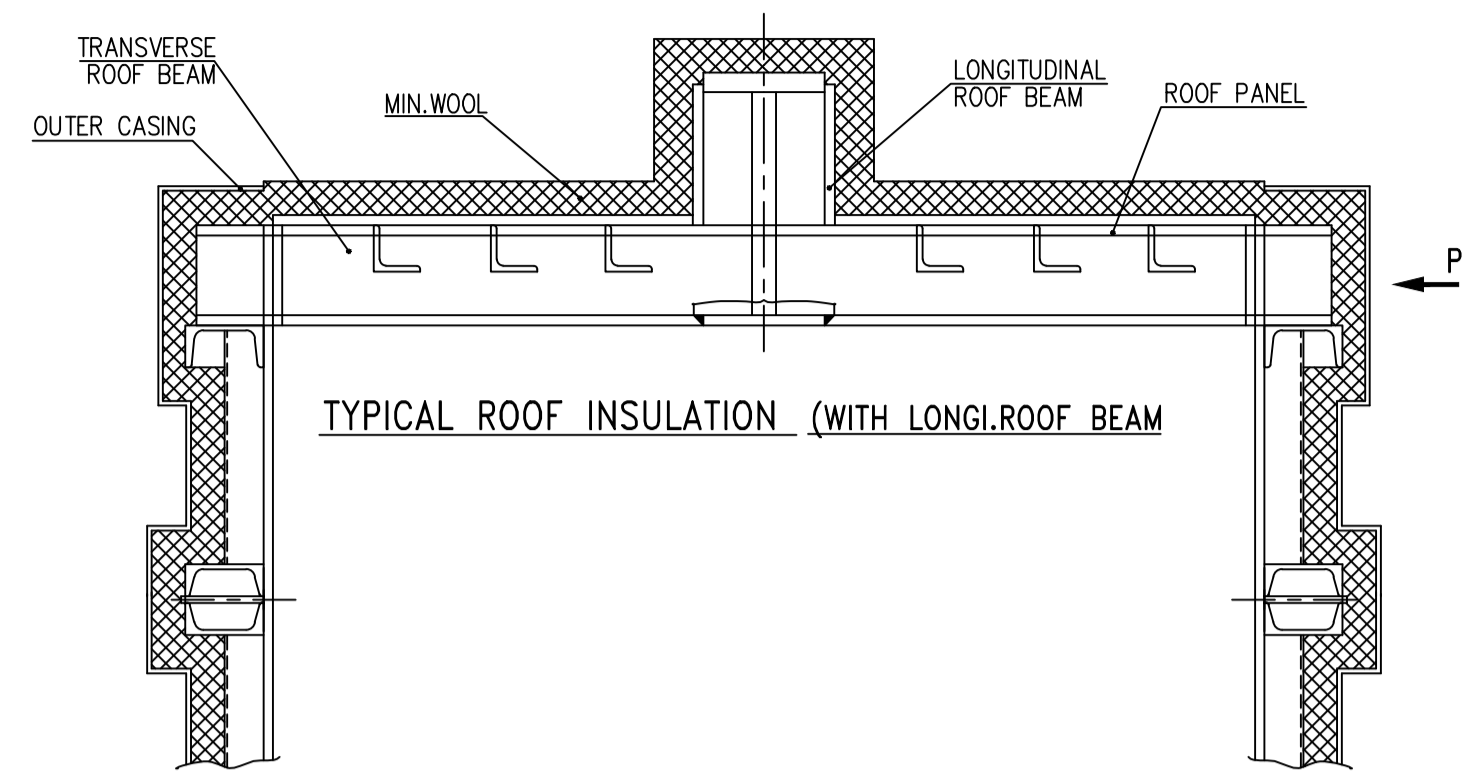 TRANSVERSE
ROOF BEAM
OUTER CASING
MIN.WOOL
LONGITUDINAL
ROOF BEAM
ROOF PANEL
P
TYPICAL ROOF INSULATION (WITH LONGI.ROOF BEAM